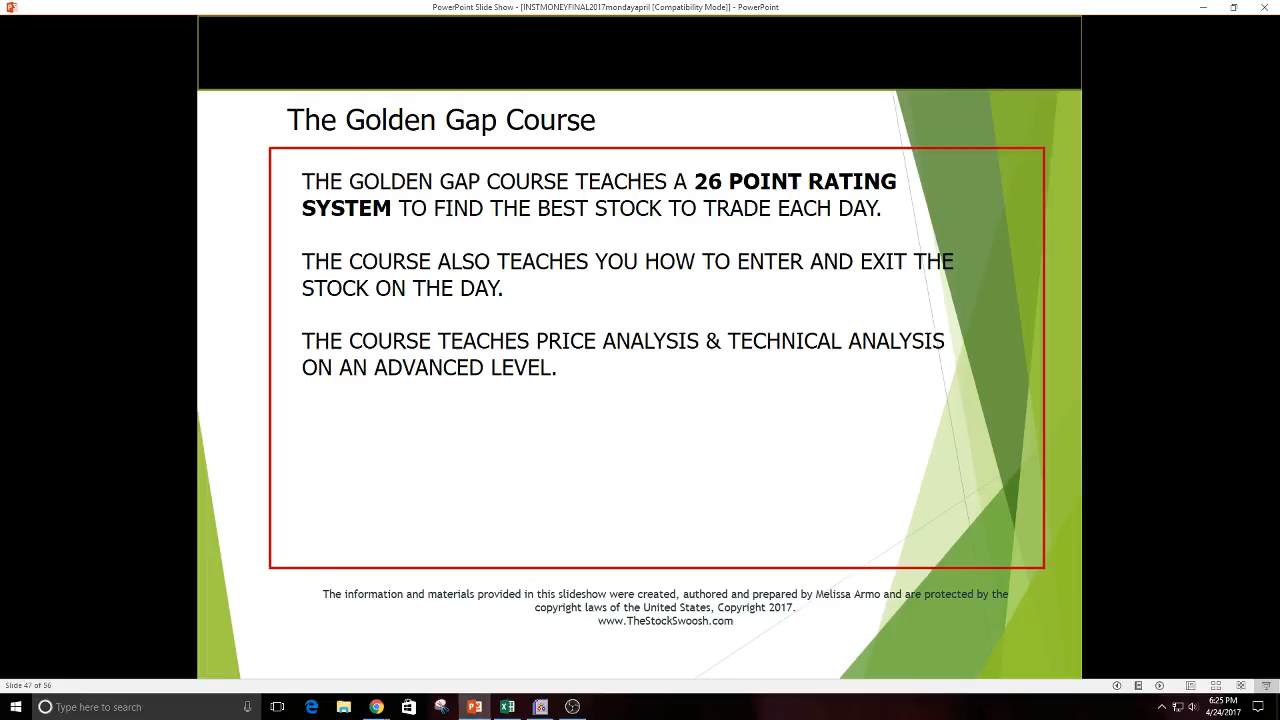 PowerPoint Slide Show - [INSTMONEYFINAL2017mondayapril [Compatibility Mode]] - PowerPoint
The Golden Gap Course
THE GOLDEN GAP COURSE TEACHES A 26 POINT RATING
SYSTEM TO FIND THE BEST STOCK TO TRADE EACH DAY.
THE COURSE ALSO TEACHES YOU HOW TO ENTER AND EXIT THE
STOCK ON THE DAY.
THE COURSE TEACHES PRICE ANALYSIS & TECHNICAL ANALYSIS
ON AN ADVANCED LEVEL.
The information and materials provided in this slideshow were created, authored and prepared by Melissa Armo and are protected by the
copyright laws of the United States, Copyright 2017.
www.TheStockSwoosh.com
Slide 47 of 56
Type here to search
6:25 PM
4/24/2017